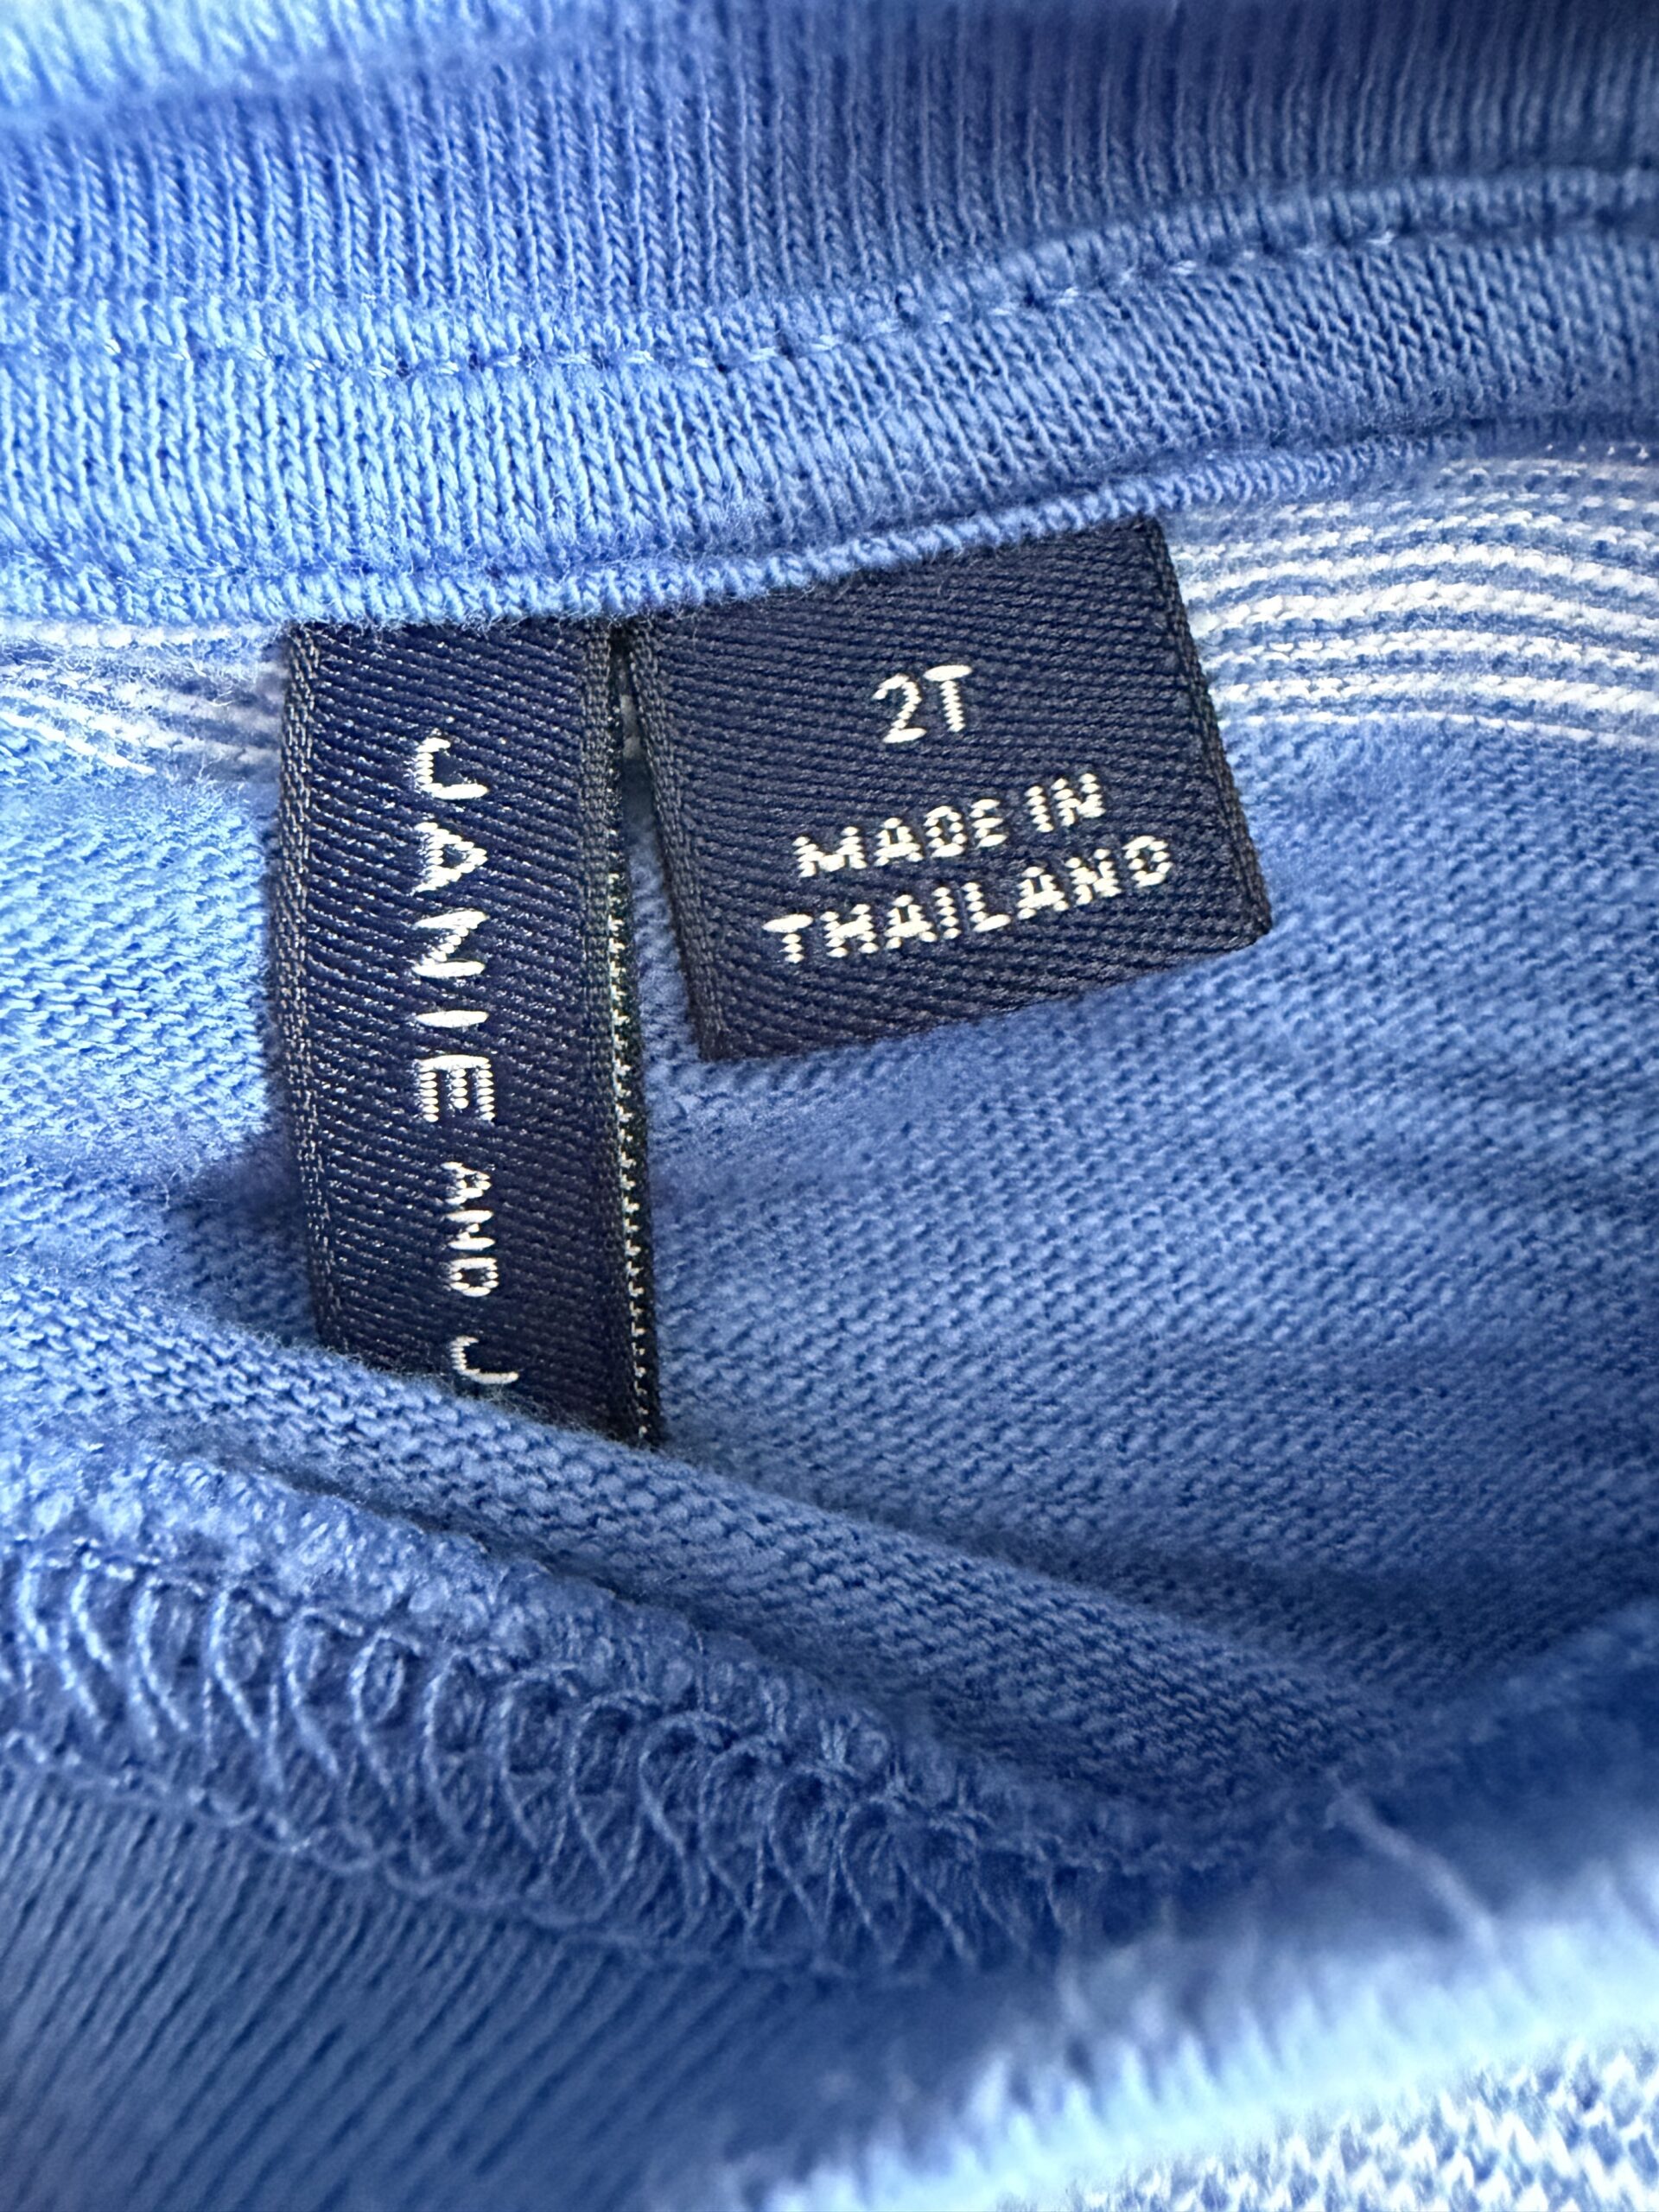 JANIE AND J
2T
MADE IN
THAILAND